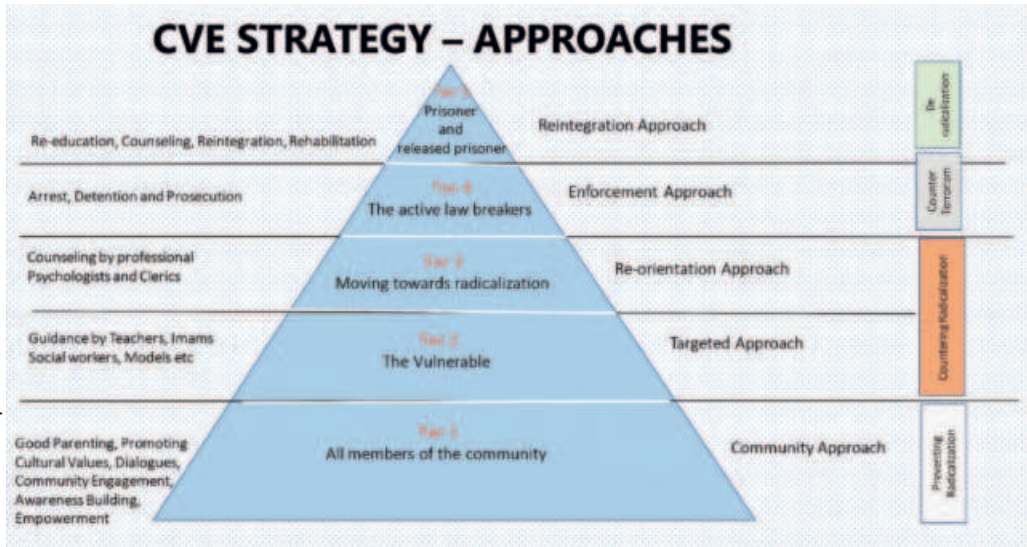 CVE STRATEGY – APPROACHES
Prisoner
and
released prisoner
Re-education, Counseling, Reintegration, Rehabilitation
Reintegration Approach
De
radicalization
Arrest, Detention and Prosecution
The active law breakers
Enforcement Approach
Counter
Terrorism
Counseling by professional
Psychologists and Clerics
Moving towards radicalization
Re-orientation Approach
Countering Radicalization
Guidance by Teachers, Imams
Social workers, Models etc
The Vulnerable
Targeted Approach
Good Parenting, Promoting
Cultural Values, Dialogues,
Community Engagement,
Awareness Building,
Empowerment
All members of the community
Community Approach
Preventing
Radicalization